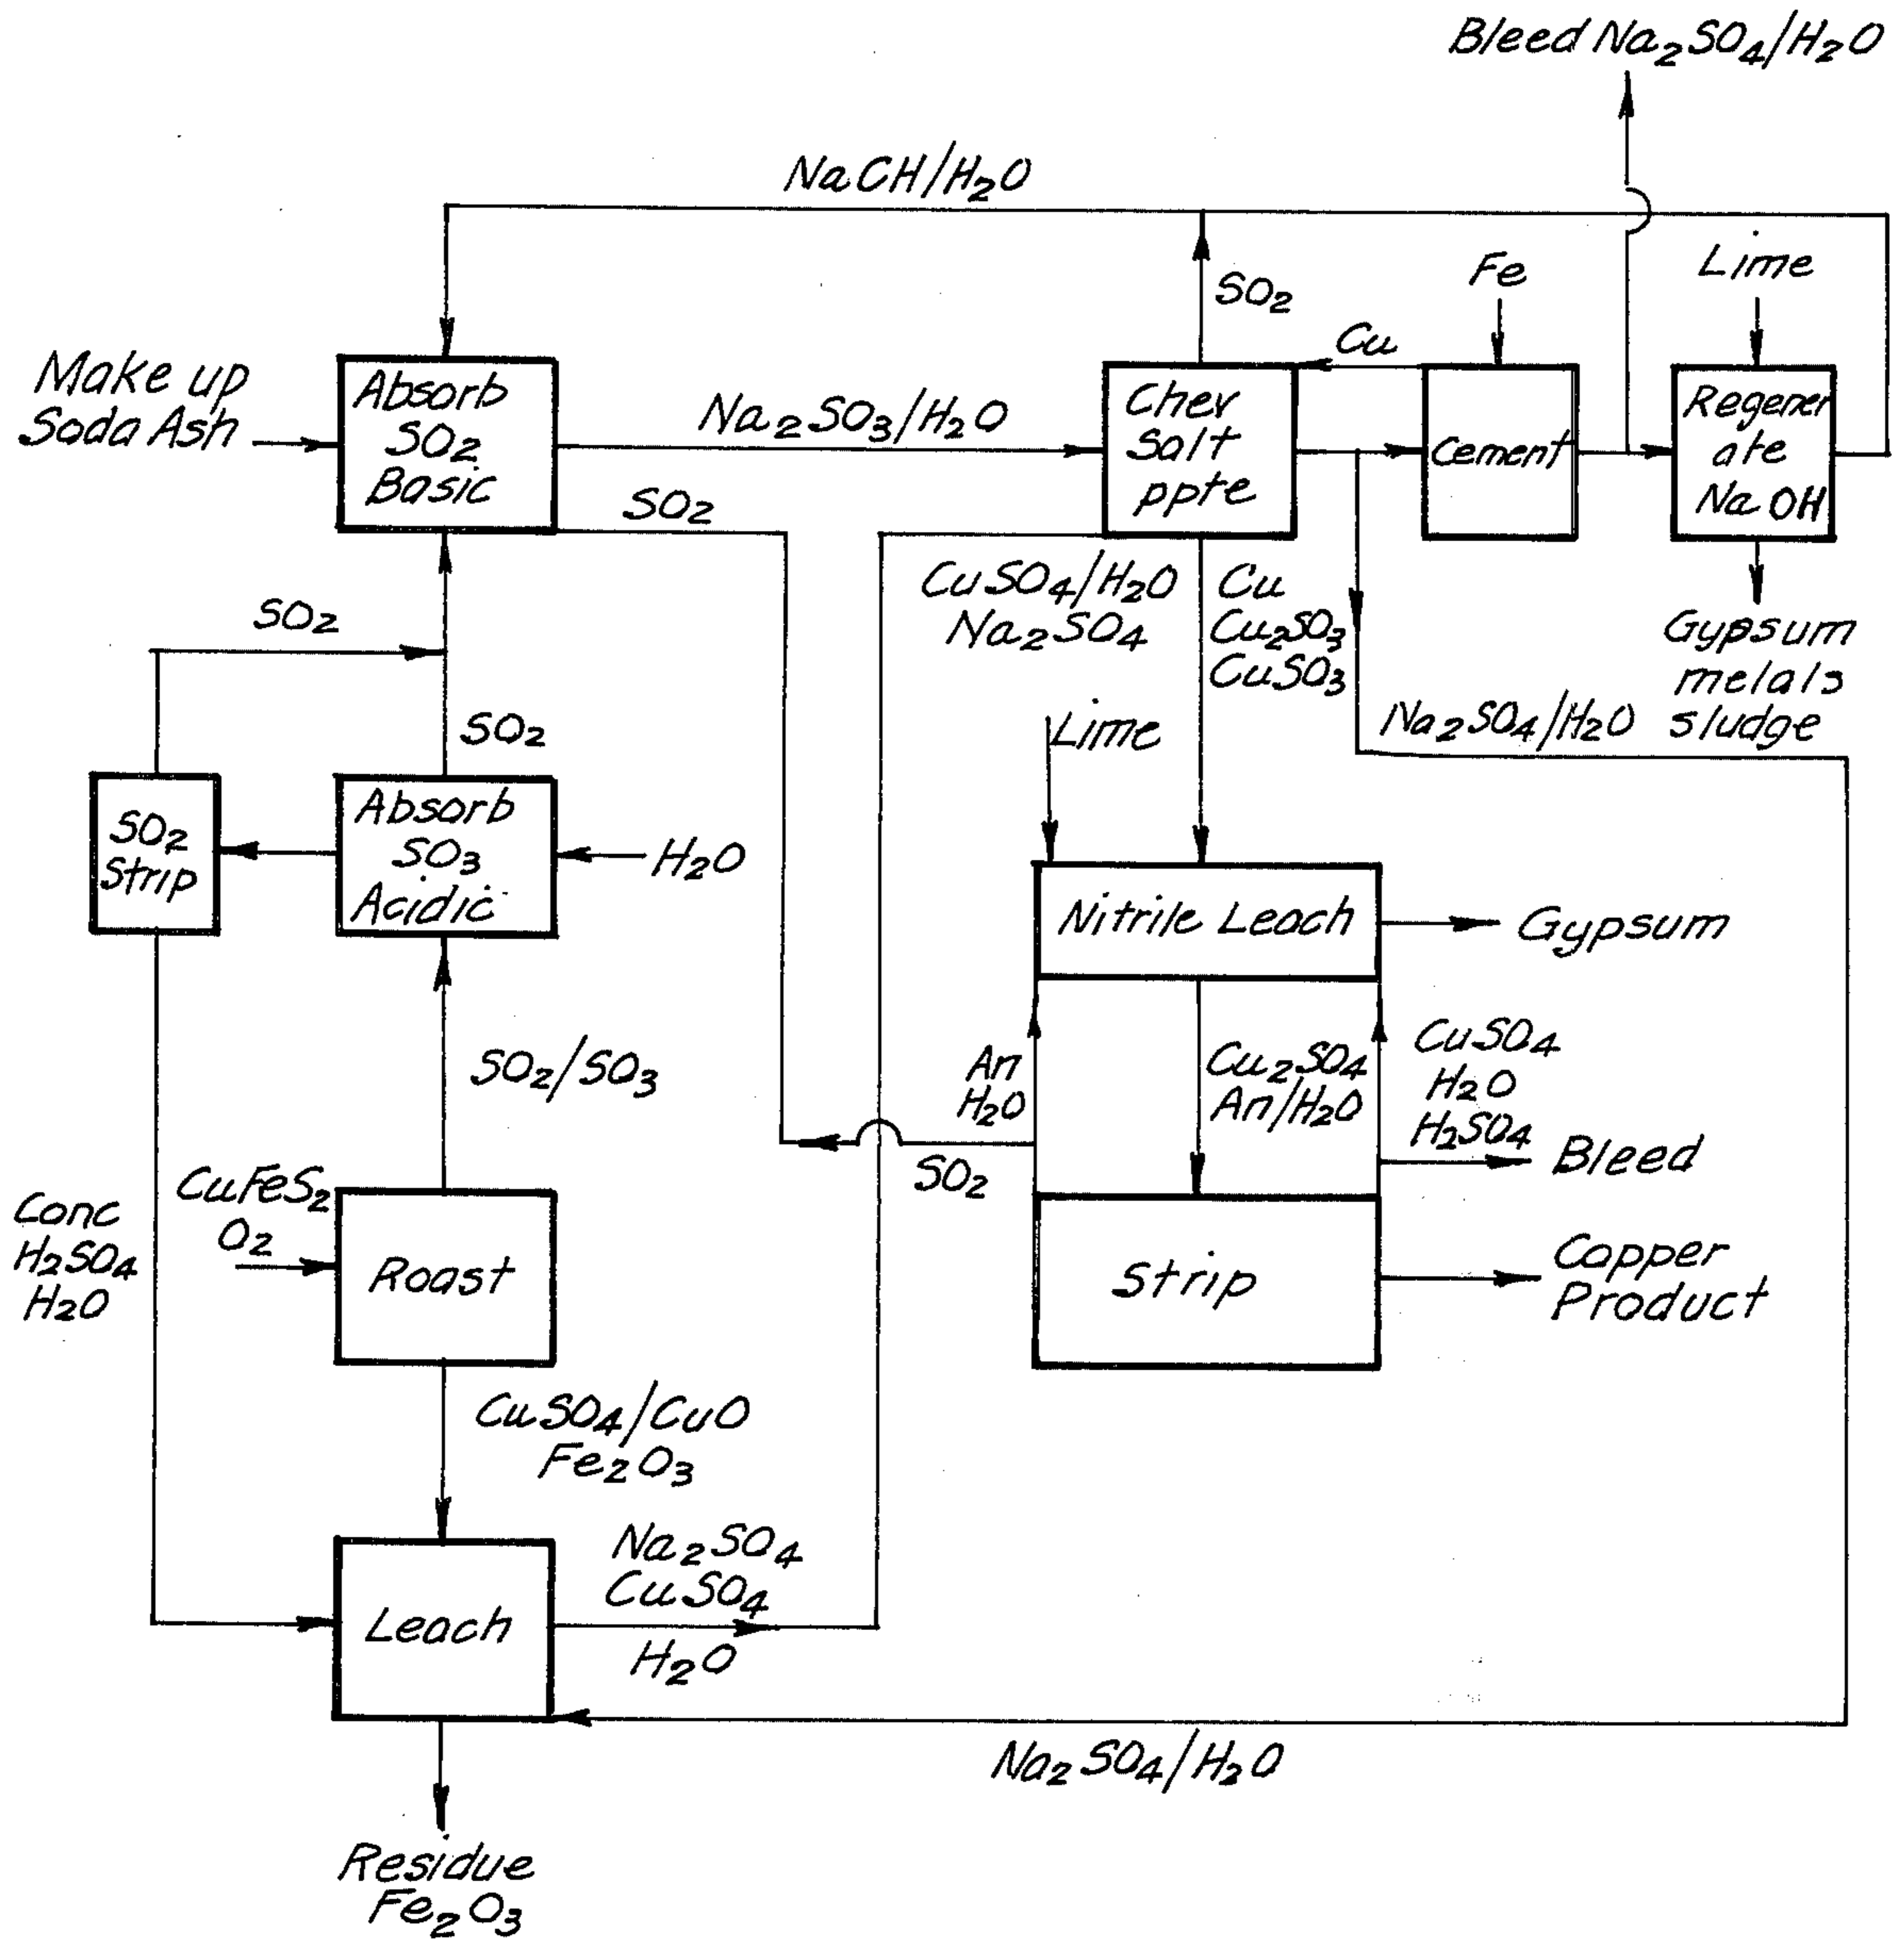 Bleed Na₂SO₄/H₂O
NaCH/H₂O
SO₂
Fe
Lime
Cu
Make up
Soda Ash
Absorb
SO₂
Basic
Na₂SO₃/H₂O
Chev
Salt
ppte
Cement
Regener
ate
NaOH
SO₂
CuSO₄/H₂O
Na₂SO₄
Cu
Cu₂SO₃
CuSO₃
Gypsum
melals
sludge
SO₂
SO₂
Lime
Na₂SO₄/H₂O
SO₂
Strip
Absorb
SO₃
Acidic
H₂O
Nitrile Leach
Gypsum
SO₂/SO₃
An
H₂O
Cu₂SO₄
An/H₂O
CuSO₄
H₂O
H₂SO₄
Bleed
SO₂
Conc
H₂SO₄
H₂O
CuFeS₂
O₂
Roast
Strip
Copper
Product
CuSO₄/CuO
Fe₂O₃
Leach
Na₂SO₄
CuSO₄
H₂O
Na₂SO₄/H₂O
Residue
Fe₂O₃